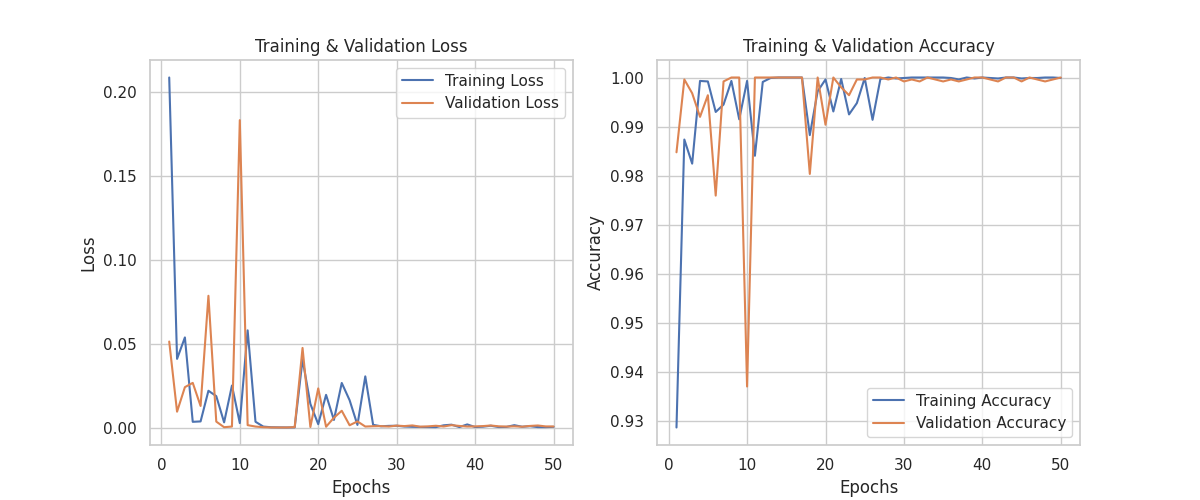 Training & Validation Loss
Training Loss
Validation Loss
0.20
0.15
0.10
0.05
0.00
Loss
0
10
20
30
40
50
Epochs
Training & Validation Accuracy
1.00
0.99
0.98
0.97
0.96
0.95
0.94
0.93
Accuracy
Training Accuracy
Validation Accuracy
0
10
20
30
40
50
Epochs